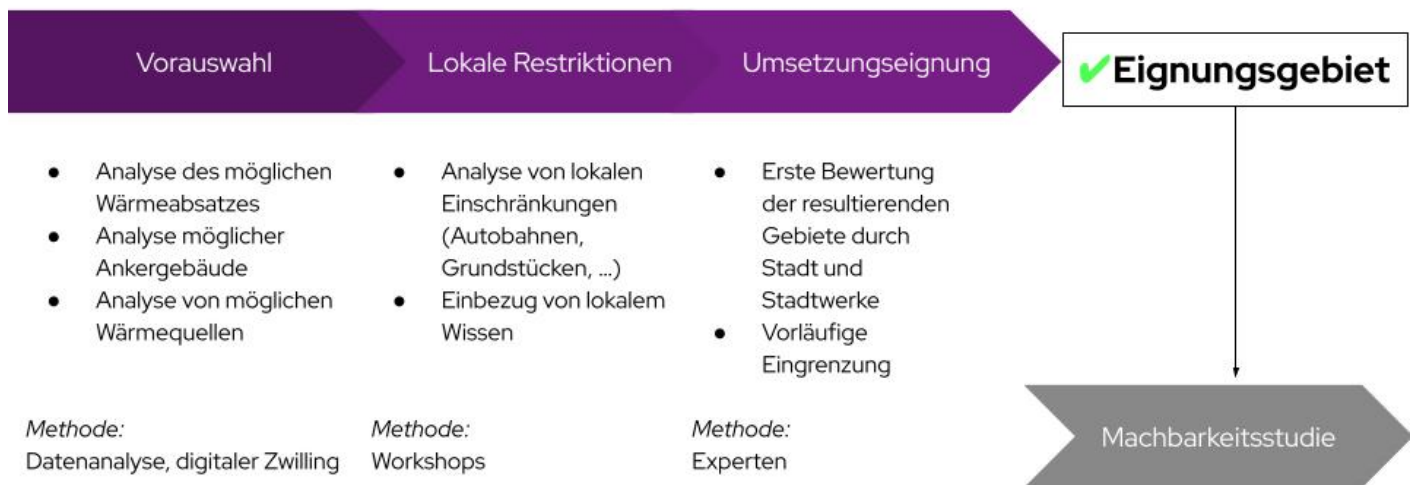 Vorauswahl
Lokale Restriktionen
Umsetzungseignung
✔Eignungsgebiet
● Analyse des möglichen
Wärmeabsatzes
● Analyse möglicher
Ankergebäude
● Analyse von möglichen
Wärmequellen
● Analyse von lokalen
Einschränkungen
(Autobahnen,
Grundstücken, ...)
● Einbezug von lokalem
Wissen
● Erste Bewertung
der resultierenden
Gebiete durch
Stadt und
Stadtwerke
● Vorläufige
Eingrenzung
Methode:
Datenanalyse, digitaler Zwilling
Methode:
Workshops
Methode:
Experten
Machbarkeitsstudie